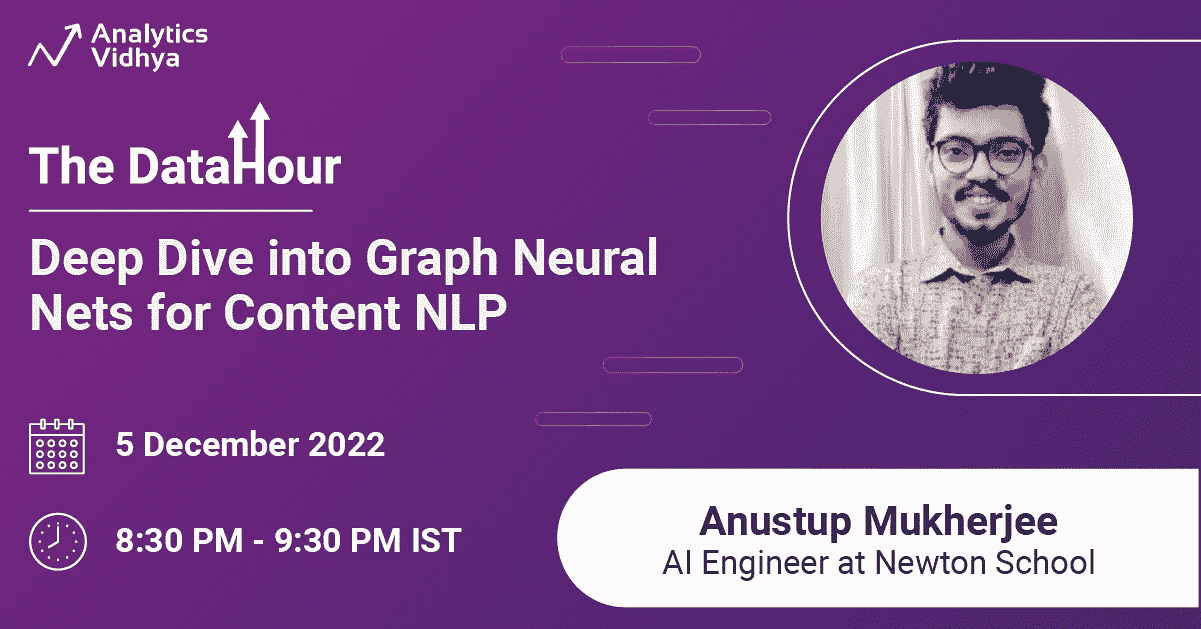 Analytics
Vidhya
The DataHour
Deep Dive into Graph Neural
Nets for Content NLP
5 December 2022
8:30 PM - 9:30 PM IST
Anustup Mukherjee
AI Engineer at Newton School